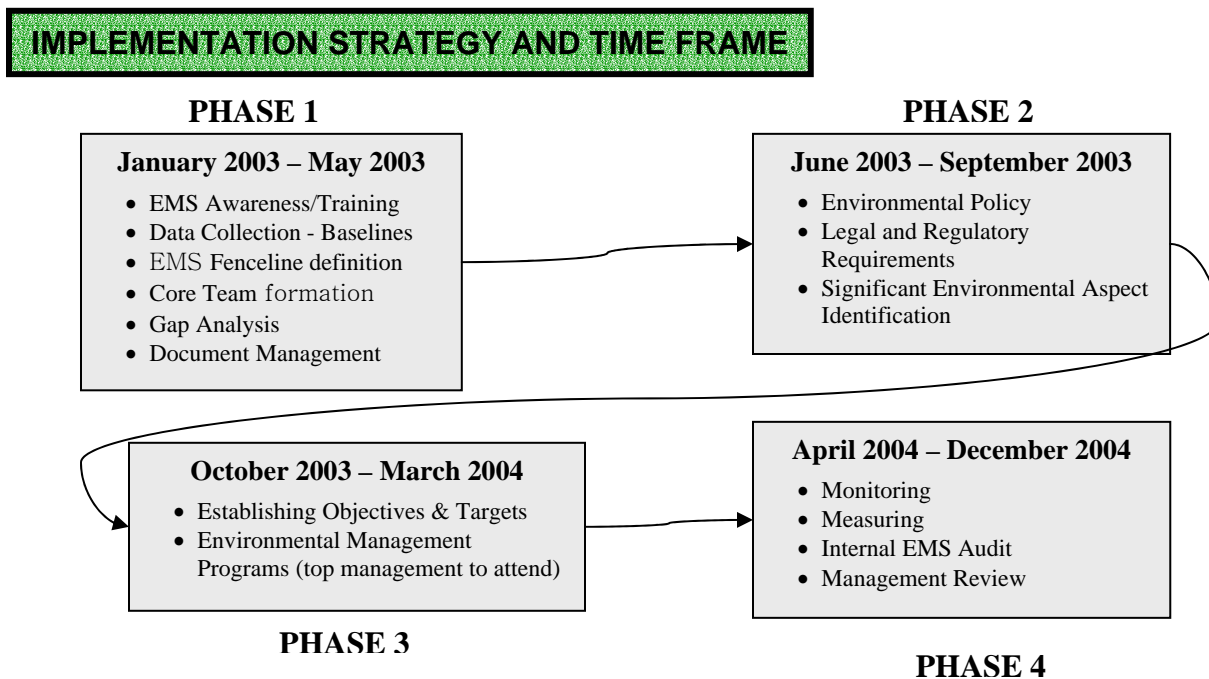 IMPLEMENTATION STRATEGY AND TIME FRAME
PHASE 1
January 2003 – May 2003
• EMS Awareness/Training
• Data Collection - Baselines
• EMS Fenceline definition
• Core Team formation
• Gap Analysis
• Document Management
PHASE 2
June 2003 – September 2003
• Environmental Policy
• Legal and Regulatory
Requirements
• Significant Environmental Aspect
Identification
October 2003 – March 2004
• Establishing Objectives & Targets
• Environmental Management
Programs (top management to attend)
PHASE 3
April 2004 – December 2004
• Monitoring
• Measuring
• Internal EMS Audit
• Management Review
PHASE 4